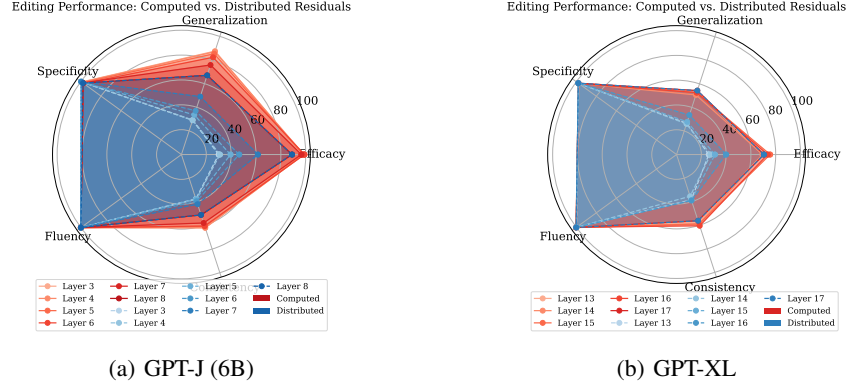 Editing Performance: Computed vs. Distributed Residuals
Generalization
Specificity
100
80
60
40
20
Efficacy
Fluency
Consistency
Layer 3
Layer 4
Layer 5
Layer 6
Layer 7
Layer 8
Layer 3
Layer 4
Layer 5
Layer 6
Layer 7
Layer 8
Computed
Distributed
(a) GPT-J (6B)
Editing Performance: Computed vs. Distributed Residuals
Generalization
Specificity
100
80
60
40
20
Efficacy
Fluency
Consistency
Layer 13
Layer 14
Layer 15
Layer 16
Layer 17
Layer 13
Layer 14
Layer 15
Layer 16
Layer 17
Computed
Distributed
(b) GPT-XL